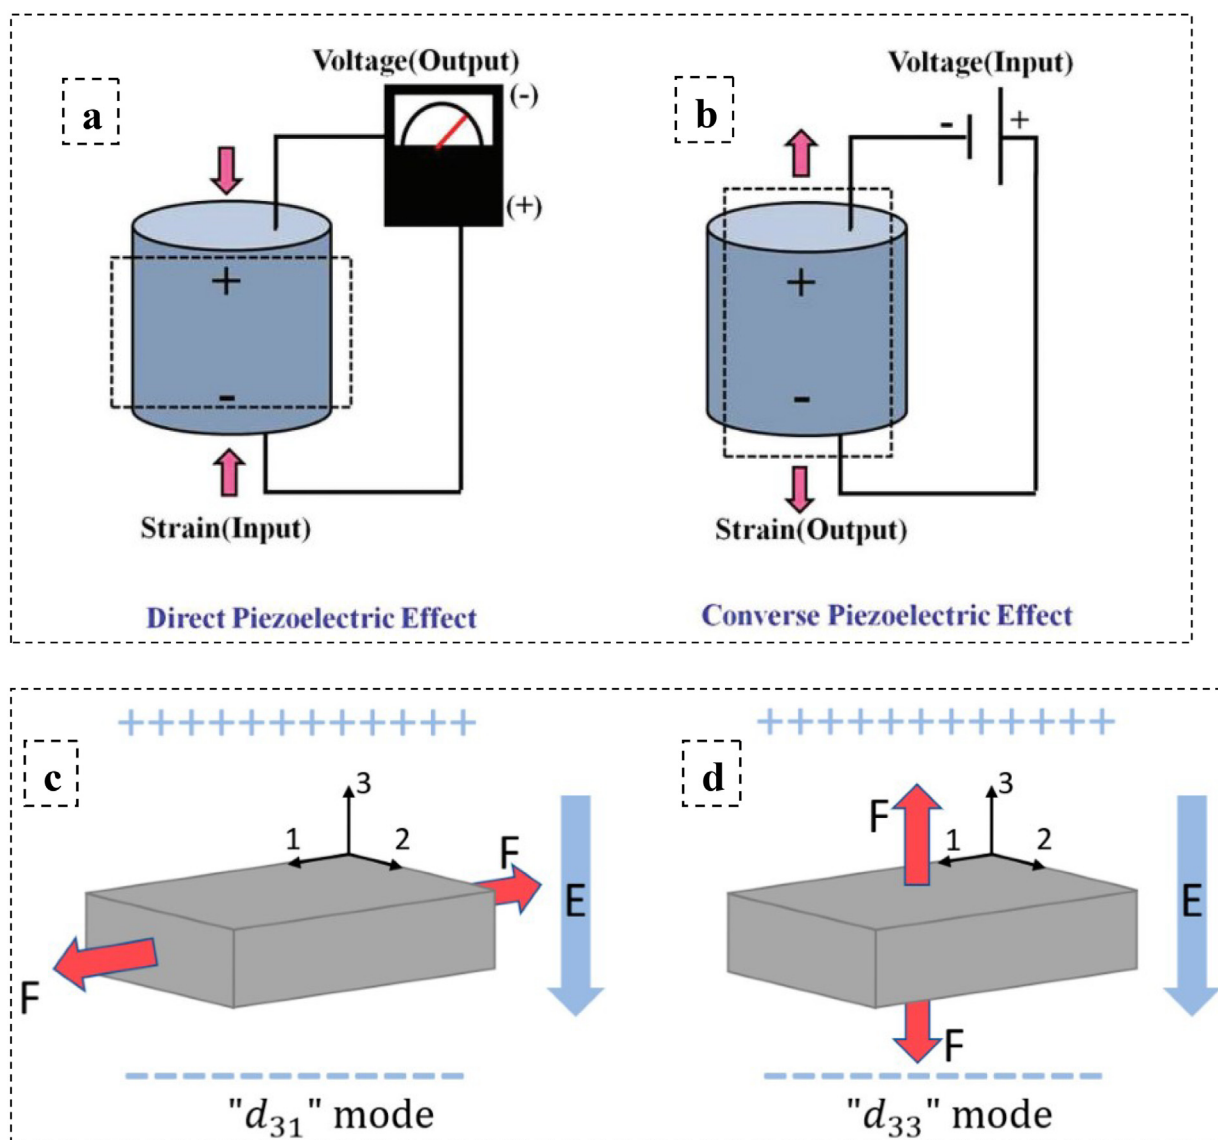 a
Voltage(Output)
(-)
(+)
+
-
Strain(Input)
Direct Piezoelectric Effect
b
Voltage(Input)
- +
+
-
Strain(Output)
Converse Piezoelectric Effect
c
++++++++++++
3
1 2
F
E
F
------------
"d₃₁" mode
d
++++++++++++
3
F
1 2
E
F
------------
"d₃₃" mode